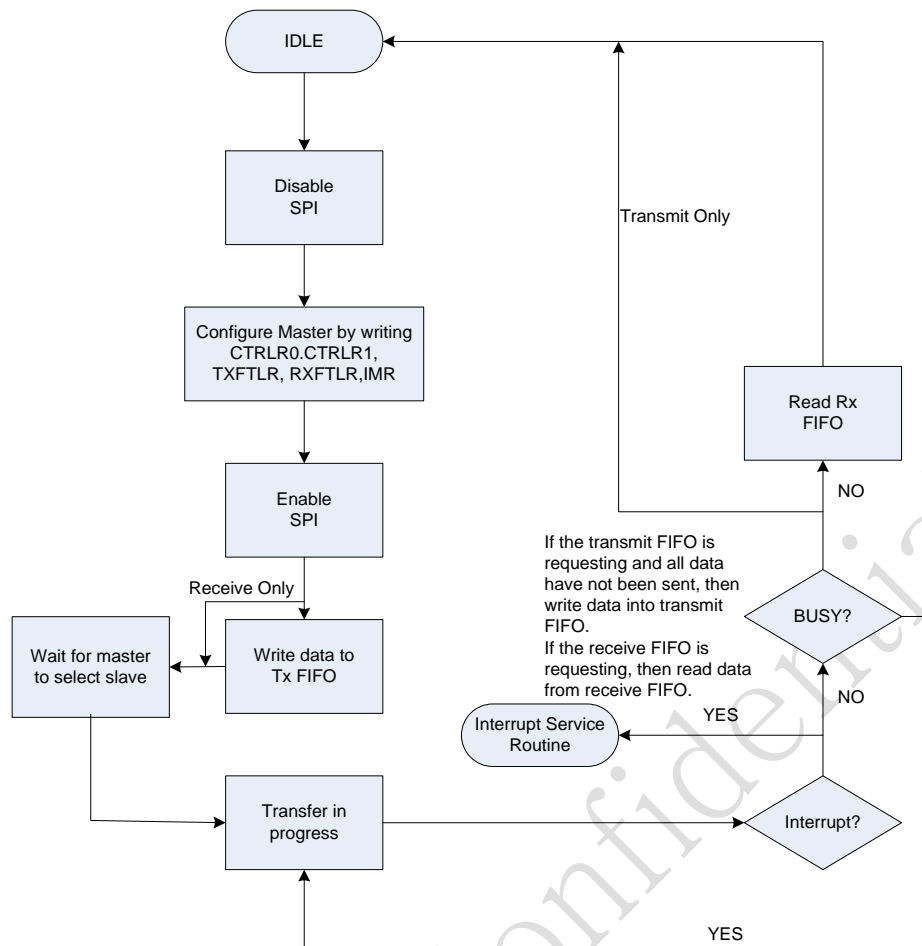 IDLE
Disable
SPI
Transmit Only
Configure Master by writing
CTRLR0.CTRLR1,
TXFTLR, RXFTLR,IMR
Read Rx
FIFO
NO
Enable
SPI
If the transmit FIFO is
requesting and all data
have not been sent, then
write data into transmit
FIFO.
If the receive FIFO is
requesting, then read data
from receive FIFO.
Receive Only
BUSY?
Wait for master
to select slave
Write data to
Tx FIFO
NO
YES
Interrupt Service
Routine
Transfer in
progress
Interrupt?
YES